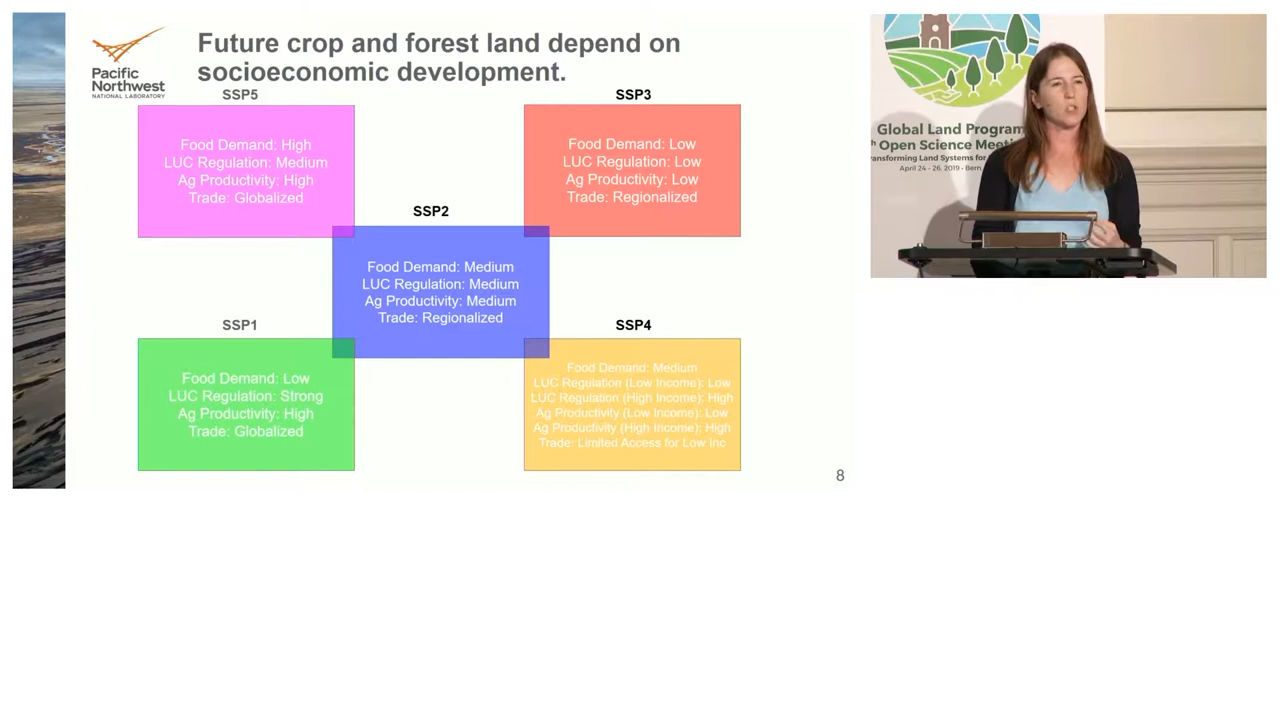 Pacific
Northwest
NATIONAL LABORATORY
Future crop and forest land depend on
socioeconomic development.
SSP5
Food Demand: High
LUC Regulation: Medium
Ag Productivity: High
Trade: Globalized
SSP3
Food Demand: Low
LUC Regulation: Low
Ag Productivity: Low
Trade: Regionalized
SSP2
Food Demand: Medium
LUC Regulation: Medium
Ag Productivity: Medium
Trade: Regionalized
SSP1
Food Demand: Low
LUC Regulation: Strong
Ag Productivity: High
Trade: Globalized
SSP4
Food Demand: Medium
LUC Regulation (Low Income): Low
LUC Regulation (High Income): High
Ag Productivity (Low Income): Low
Ag Productivity (High Income): High
Trade: Limited Access for Low Inc
8
Global Land Program
Open Science Meeti
ransforming Land Systems for
April 24 - 26, 2019 - Bern,